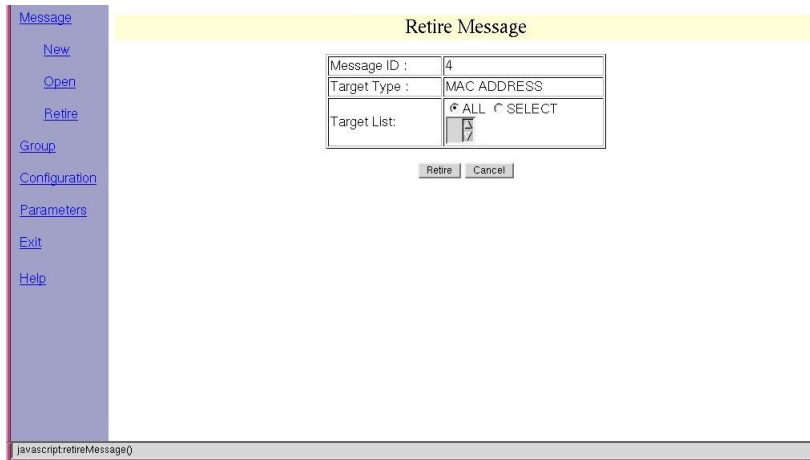 Message
New
Open
Retire
Group
Configuration
Parameters
Exit
Help
Retire Message
Message ID : 4
Target Type : MAC ADDRESS
Target List: ALL SELECT
Retire Cancel
javascript:retireMessage()